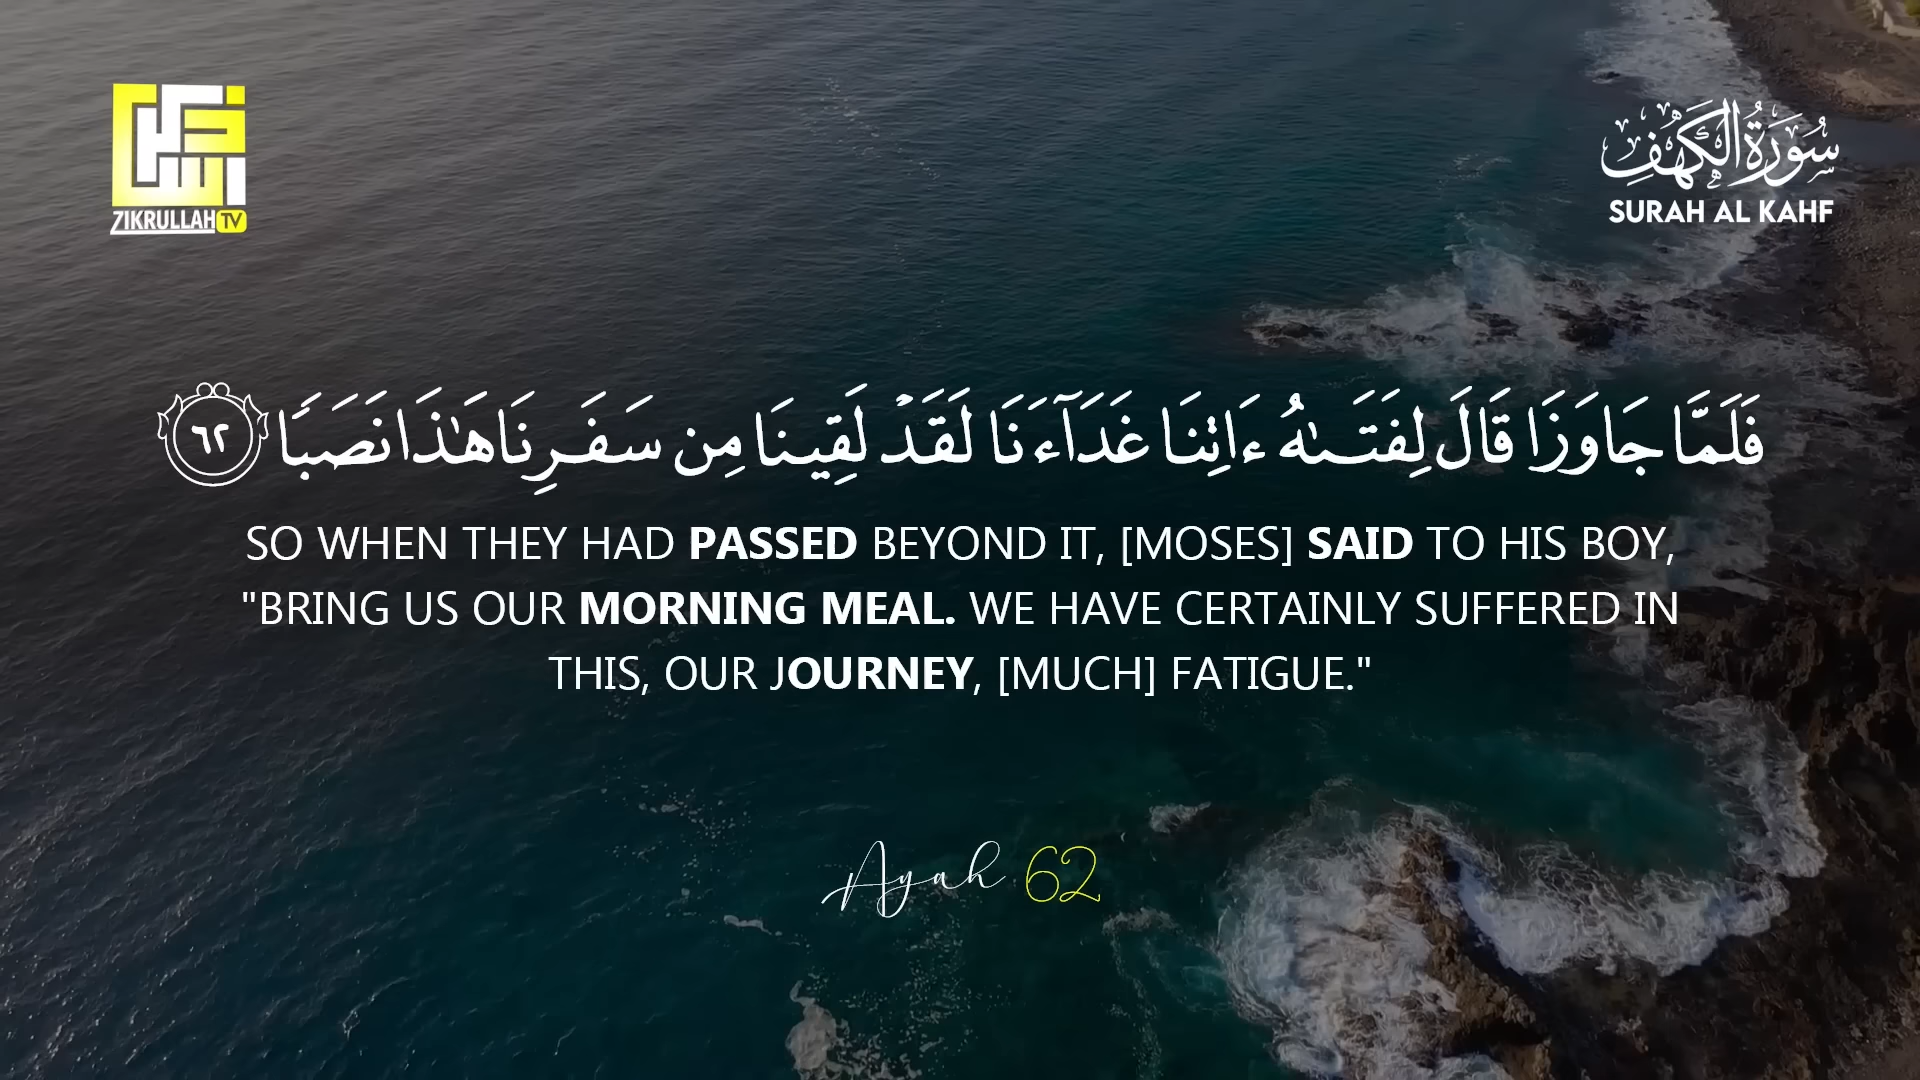 ذكر الله
ZIKRULLAH TV
سُورَةُ الكَهْفِ
SURAH AL KAHF
فَلَمَّا جَاوَزَا قَالَ لِفَتَىٰهُ ءَاتِنَا غَدَآءَنَا لَقَدْ لَقِينَا مِن سَفَرِنَا هَٰذَا نَصَبًا ٦٢
SO WHEN THEY HAD PASSED BEYOND IT, [MOSES] SAID TO HIS BOY,
"BRING US OUR MORNING MEAL. WE HAVE CERTAINLY SUFFERED IN
THIS, OUR JOURNEY, [MUCH] FATIGUE."
Ayah 62